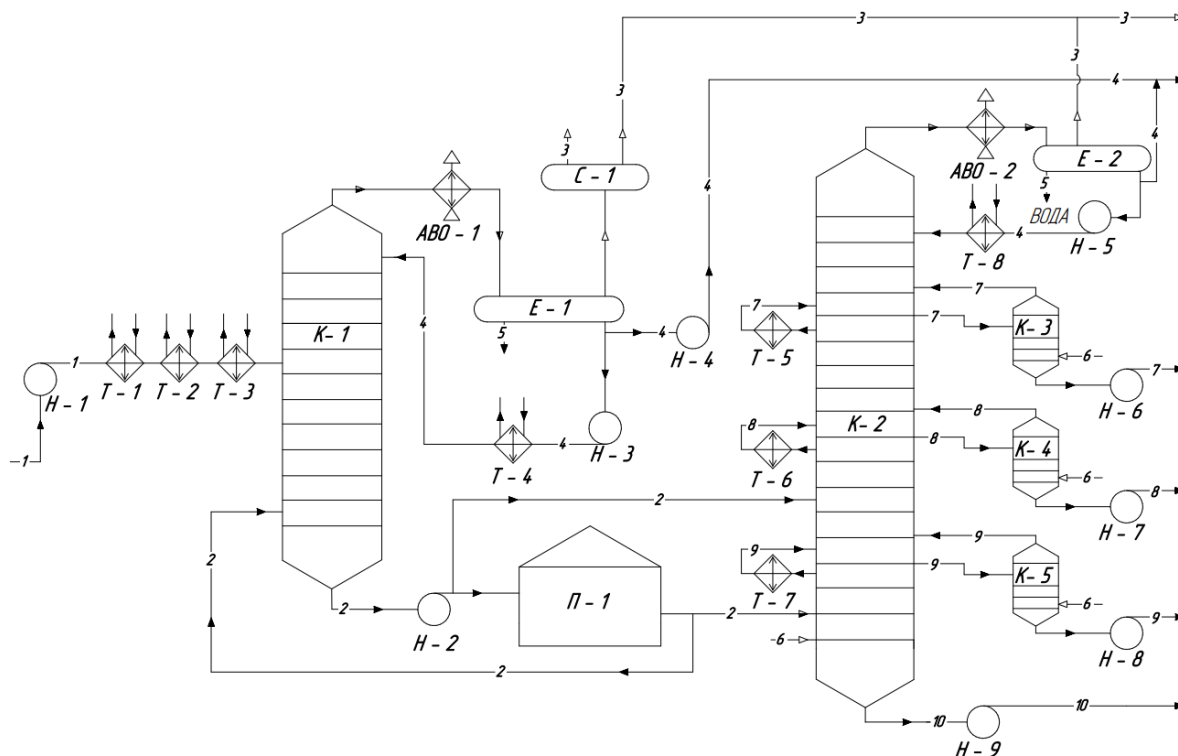 3
3
3
3
3
4
4
4
С - 1
АВО - 1
АВО - 2
Е - 2
5
ВОДА
Н - 5
4
Т - 8
К - 1
4
Е - 1
5
4
Н - 4
7
7
7
Т - 5
К - 3
6
Н - 6
7
1
Н - 1
Т - 1
Т - 2
Т - 3
1
Т - 4
4
Н - 3
8
8
8
К - 2
Т - 6
К - 4
6
Н - 7
8
2
2
2
Н - 2
П - 1
2
2
9
9
9
Т - 7
К - 5
6
Н - 8
9
6
10
Н - 9
10